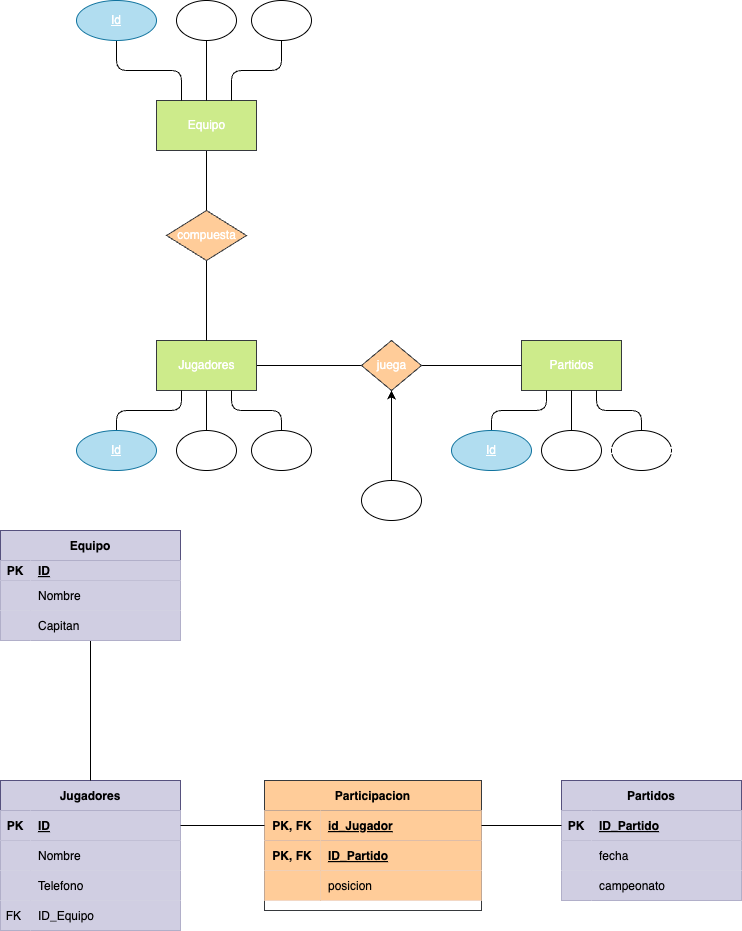 Id
Equipo
compuesta
Jugadores
juega
Partidos
Id
Id
Equipo
PK ID
Nombre
Capitan
Jugadores
PK ID
Nombre
Telefono
FK ID_Equipo
Participacion
PK, FK id_Jugador
PK, FK ID_Partido
posicion
Partidos
PK ID_Partido
fecha
campeonato